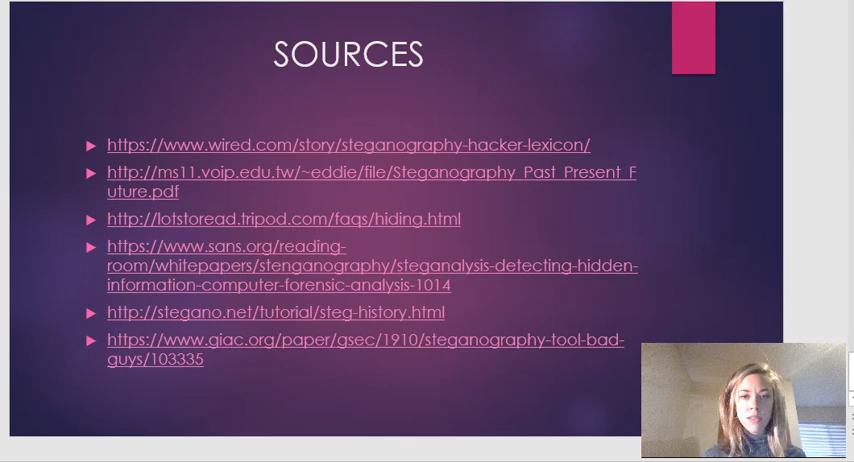 SOURCES
https://www.wired.com/story/steganography-hacker-lexicon/
http://ms11.voip.edu.tw/~eddie/file/Steganography_Past_Present_F
uture.pdf
http://lotstoread.tripod.com/faqs/hiding.html
https://www.sans.org/reading-
room/whitepapers/stenganography/steganalysis-detecting-hidden-
information-computer-forensic-analysis-1014
http://stegano.net/tutorial/steg-history.html
https://www.giac.org/paper/gsec/1910/steganography-tool-bad-
guys/103335